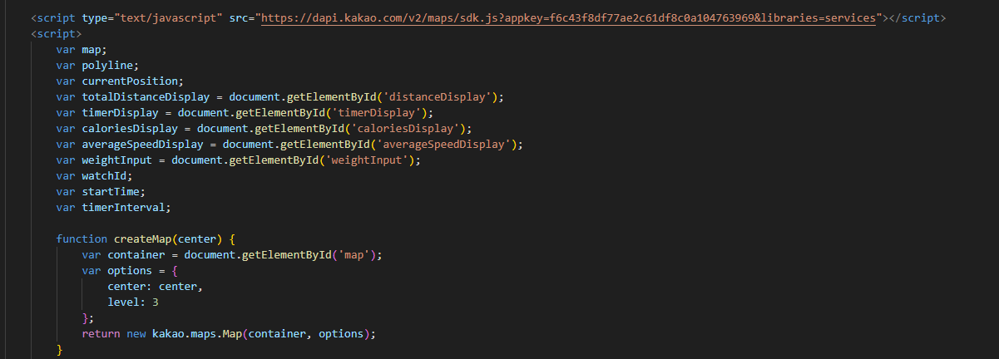 <script type="text/javascript" src="https://dapi.kakao.com/v2/maps/sdk.js?appkey=f6c43f8df77ae2c61df8c0a104763969&libraries=services"></script>
<script>
    var map;
    var polyline;
    var currentPosition;
    var totalDistanceDisplay = document.getElementById('distanceDisplay');
    var timerDisplay = document.getElementById('timerDisplay');
    var caloriesDisplay = document.getElementById('caloriesDisplay');
    var averageSpeedDisplay = document.getElementById('averageSpeedDisplay');
    var weightInput = document.getElementById('weightInput');
    var watchId;
    var startTime;
    var timerInterval;

    function createMap(center) {
        var container = document.getElementById('map');
        var options = {
            center: center,
            level: 3
        };
        return new kakao.maps.Map(container, options);
    }